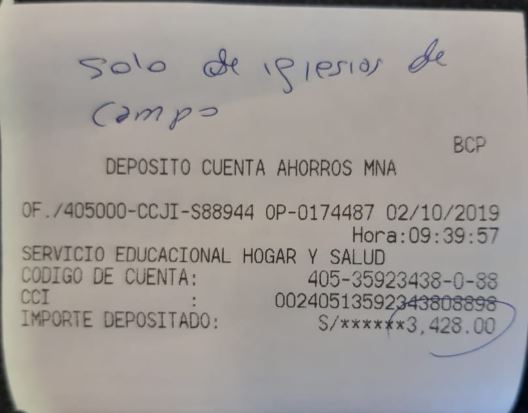 Solo de iglesias de
campo
BCP
DEPOSITO CUENTA AHORROS MNA
OF./405000-CCJI-S88944 OP-0174487 02/10/2019
Hora:09:39:57
SERVICIO EDUCACIONAL HOGAR Y SALUD
CODIGO DE CUENTA: 405-35923438-0-88
CCI : 00240513592343808898
IMPORTE DEPOSITADO: S/******3,428.00